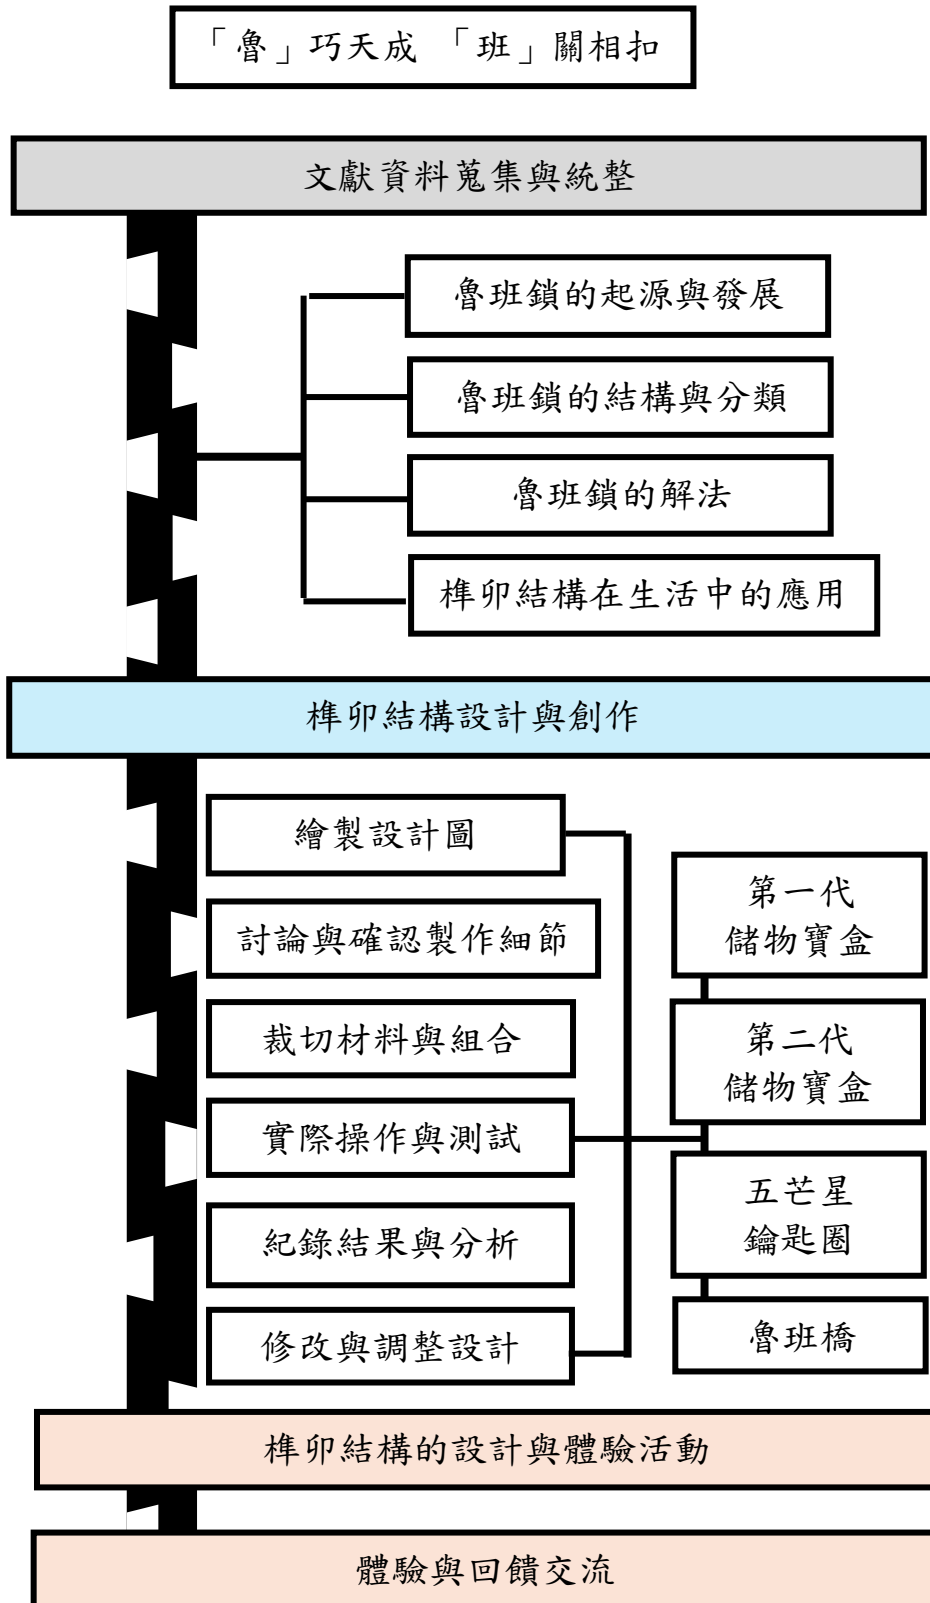 「魯」巧天成 「班」關相扣
文獻資料蒐集與統整
魯班鎖的起源與發展
魯班鎖的結構與分類
魯班鎖的解法
榫卯結構在生活中的應用
榫卯結構設計與創作
繪製設計圖
討論與確認製作細節
裁切材料與組合
實際操作與測試
紀錄結果與分析
修改與調整設計
第一代
儲物寶盒
第二代
儲物寶盒
五芒星
鑰匙圈
魯班橋
榫卯結構的設計與體驗活動
體驗與回饋交流